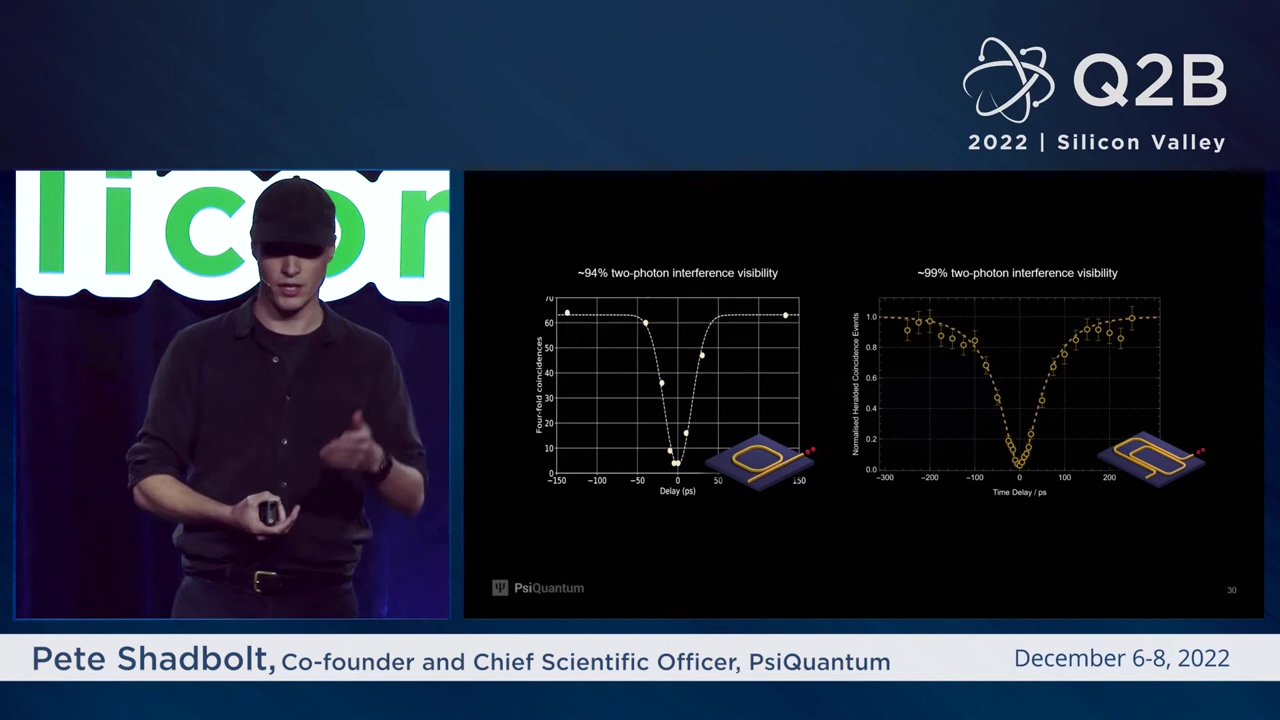 Q2B
2022 | Silicon Valley
licon
~94% two-photon interference visibility
~99% two-photon interference visibility
Four-fold coincidences
70
60
50
40
30
20
10
0
−150
−100
−50
0
50
150
Delay (ps)
Normalised Heralded Coincidence Events
1.0
0.8
0.6
0.4
0.2
0.0
−300
−200
−100
0
100
200
Time Delay / ps
Ψ PsiQuantum
30
Pete Shadbolt, Co-founder and Chief Scientific Officer, PsiQuantum
December 6-8, 2022